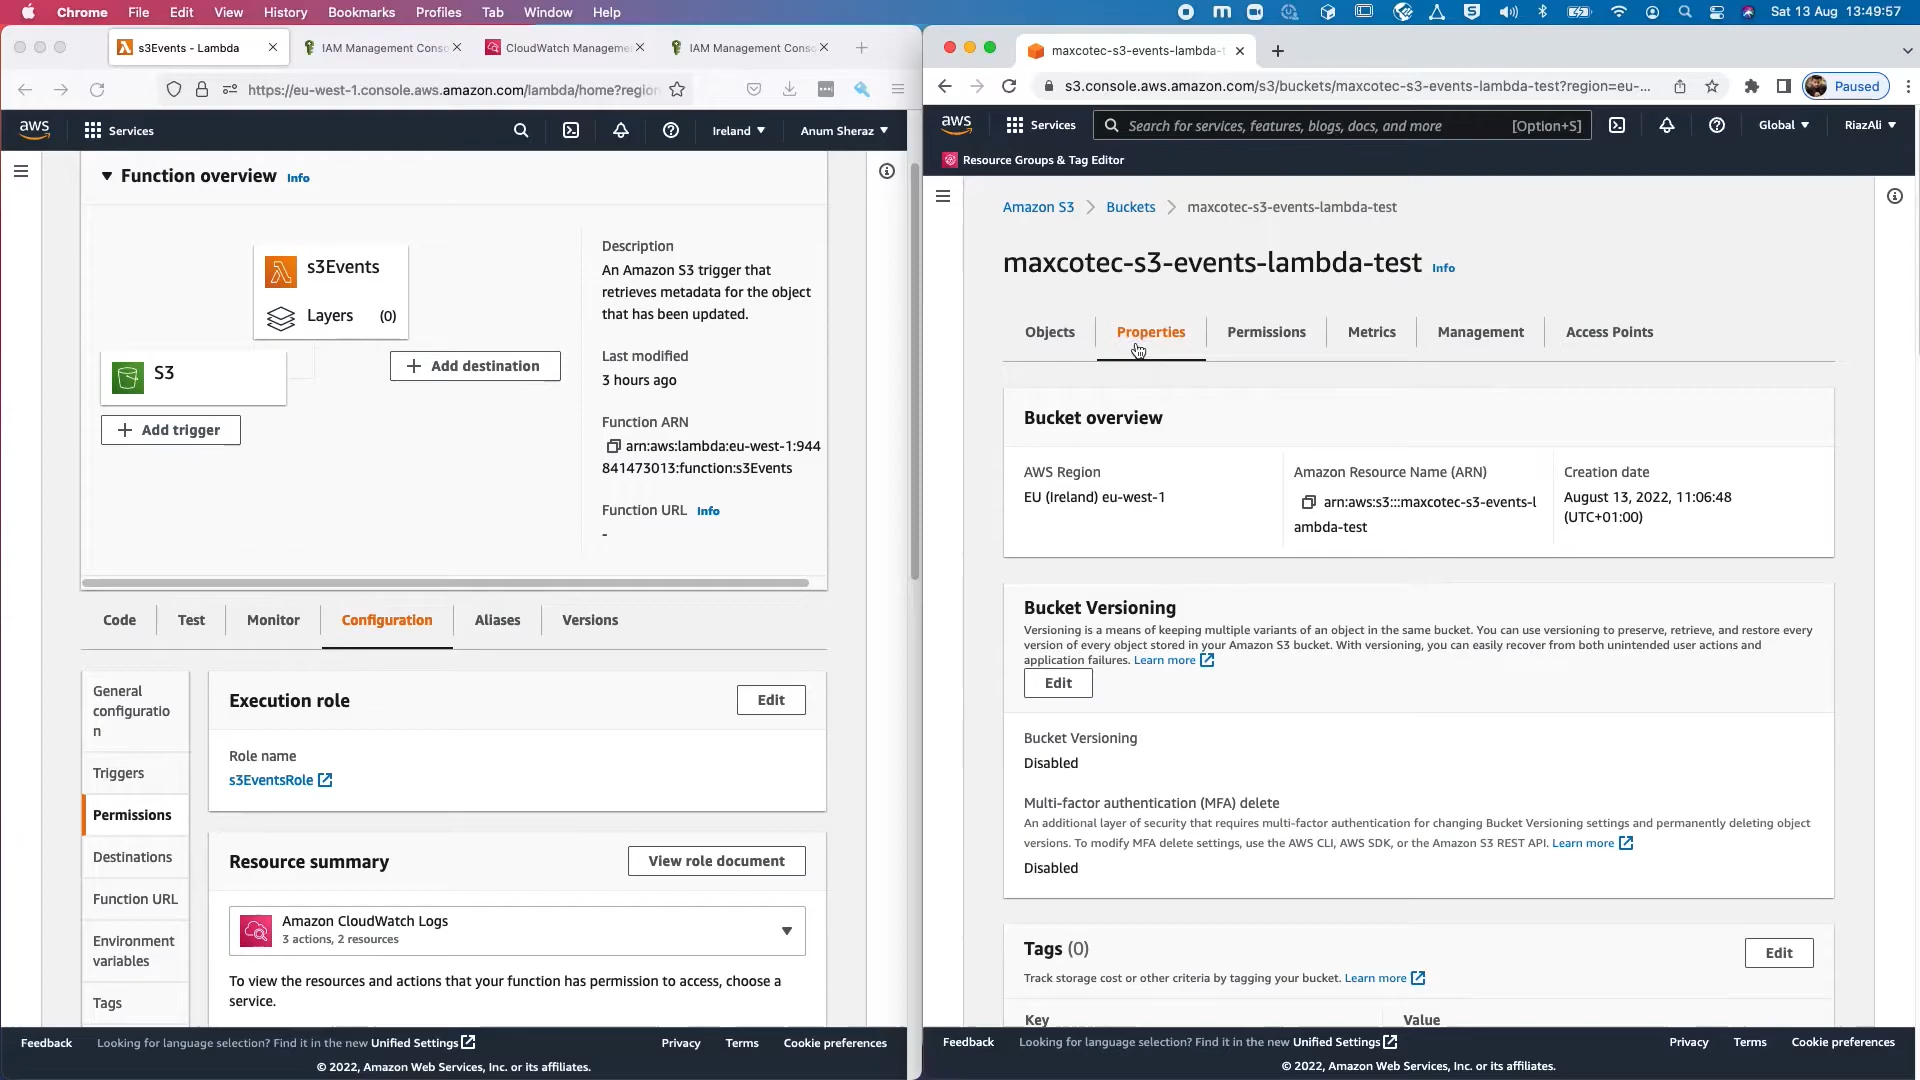 Chrome File Edit View History Bookmarks Profiles Tab Window Help Sat 13 Aug 13:49:57
s3Events - Lambda
IAM Management Conso
CloudWatch Manageme
IAM Management Conso
https://eu-west-1.console.aws.amazon.com/lambda/home?region
aws Services Ireland Anum Sheraz
Function overview Info
s3Events
Layers (0)
S3
Add destination
Add trigger
Description
An Amazon S3 trigger that
retrieves metadata for the object
that has been updated.
Last modified
3 hours ago
Function ARN
arn:aws:lambda:eu-west-1:944
841473013:function:s3Events
Function URL Info
-
Code Test Monitor Configuration Aliases Versions
General
configuratio
n
Triggers
Permissions
Destinations
Function URL
Environment
variables
Tags
Execution role
Edit
Role name
s3EventsRole
Resource summary
View role document
Amazon CloudWatch Logs
3 actions, 2 resources
To view the resources and actions that your function has permission to access, choose a
service.
Feedback Looking for language selection? Find it in the new Unified Settings Privacy Terms Cookie preferences
© 2022, Amazon Web Services, Inc. or its affiliates.
maxcotec-s3-events-lambda-t
s3.console.aws.amazon.com/s3/buckets/maxcotec-s3-events-lambda-test?region=eu-...
Paused
aws Services Search for services, features, blogs, docs, and more [Option+S] Global RiazAli
Resource Groups & Tag Editor
Amazon S3 Buckets maxcotec-s3-events-lambda-test
maxcotec-s3-events-lambda-test Info
Objects Properties Permissions Metrics Management Access Points
Bucket overview
AWS Region
EU (Ireland) eu-west-1
Amazon Resource Name (ARN)
arn:aws:s3:::maxcotec-s3-events-l
ambda-test
Creation date
August 13, 2022, 11:06:48
(UTC+01:00)
Bucket Versioning
Versioning is a means of keeping multiple variants of an object in the same bucket. You can use versioning to preserve, retrieve, and restore every
version of every object stored in your Amazon S3 bucket. With versioning, you can easily recover from both unintended user actions and
application failures. Learn more
Edit
Bucket Versioning
Disabled
Multi-factor authentication (MFA) delete
An additional layer of security that requires multi-factor authentication for changing Bucket Versioning settings and permanently deleting object
versions. To modify MFA delete settings, use the AWS CLI, AWS SDK, or the Amazon S3 REST API. Learn more
Disabled
Tags (0)
Edit
Track storage cost or other criteria by tagging your bucket. Learn more
Key Value
Feedback Looking for language selection? Find it in the new Unified Settings Privacy Terms Cookie preferences
© 2022, Amazon Web Services, Inc. or its affiliates.